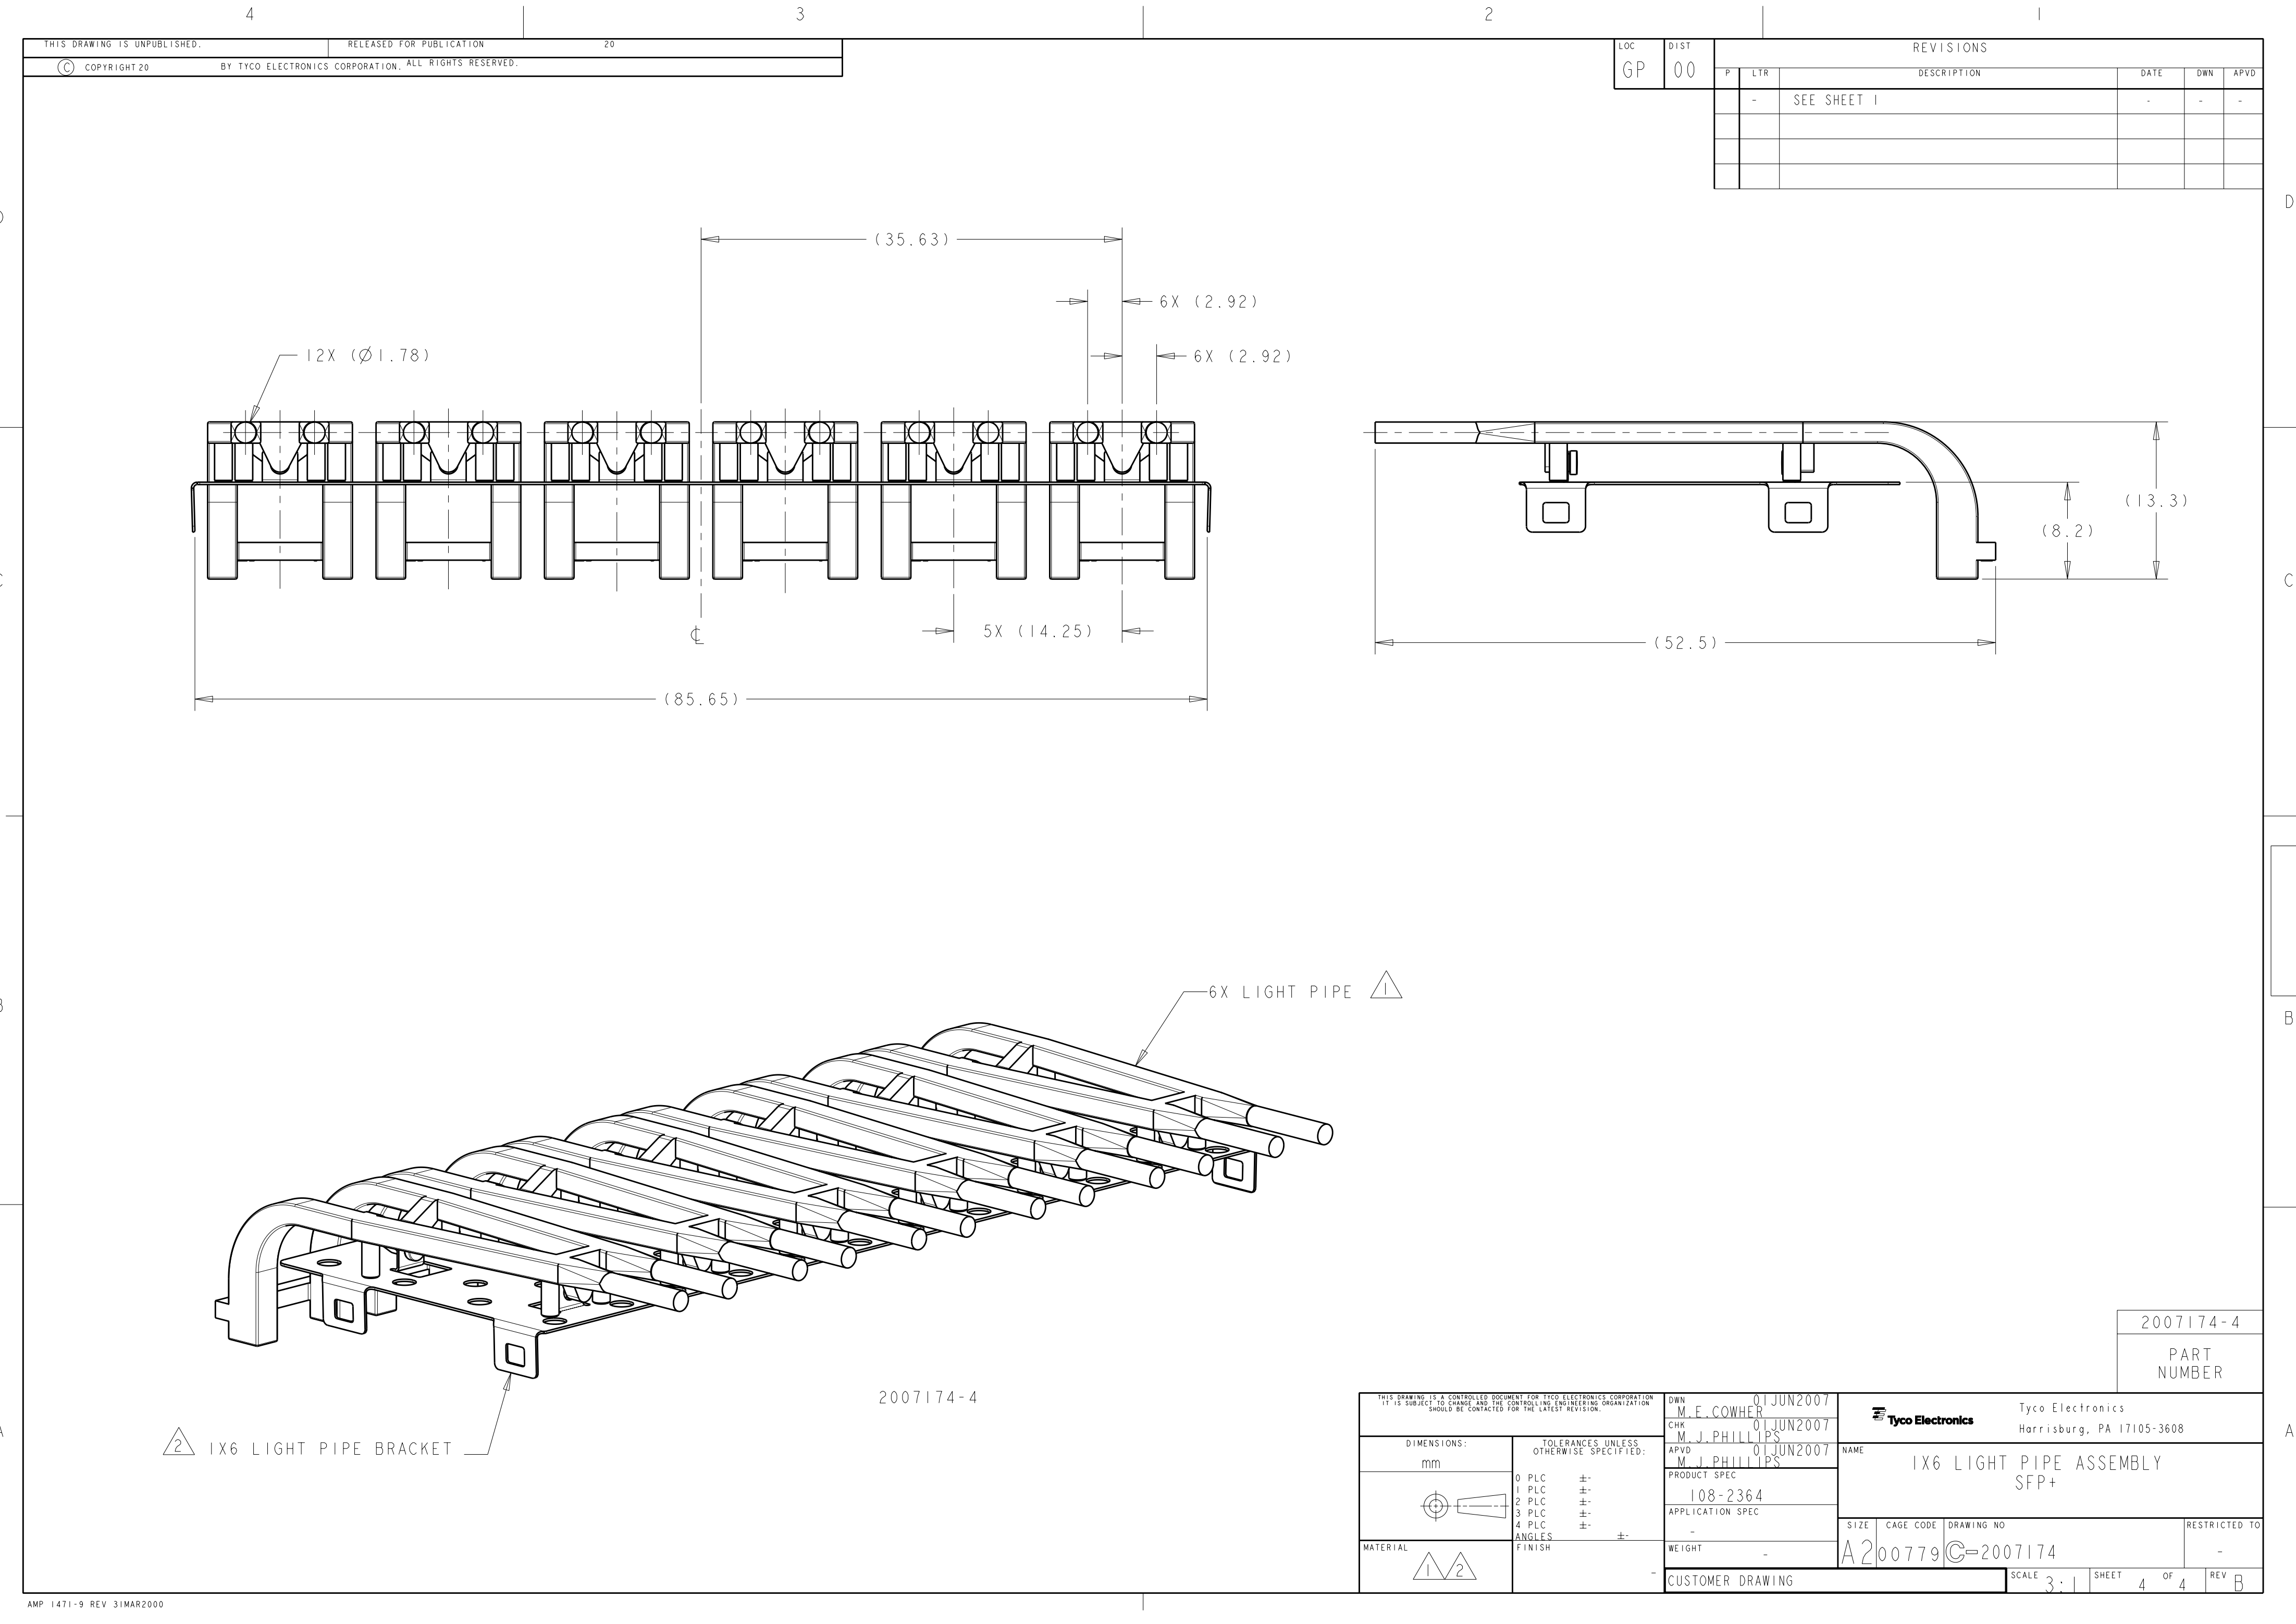 4 3 2 1
THIS DRAWING IS UNPUBLISHED. RELEASED FOR PUBLICATION 20
© COPYRIGHT 20 BY TYCO ELECTRONICS CORPORATION. ALL RIGHTS RESERVED.
LOC DIST REVISIONS
GP 00
P LTR DESCRIPTION DATE DWN APVD
- SEE SHEET 1 - - -
D
(35.63)
6X (2.92)
12X (Ø1.78)
6X (2.92)
(13.3)
(8.2)
C
℄
5X (14.25)
(52.5)
(85.65)
6X LIGHT PIPE 1
B
2007174-4
PART
NUMBER
2007174-4
2 1X6 LIGHT PIPE BRACKET
A
THIS DRAWING IS A CONTROLLED DOCUMENT FOR TYCO ELECTRONICS CORPORATION
IT IS SUBJECT TO CHANGE AND THE CONTROLLING ENGINEERING ORGANIZATION
SHOULD BE CONTACTED FOR THE LATEST REVISION.
DIMENSIONS:
mm
TOLERANCES UNLESS
OTHERWISE SPECIFIED:
0 PLC ±-
1 PLC ±-
2 PLC ±-
3 PLC ±-
4 PLC ±-
ANGLES ±-
MATERIAL
1 2
FINISH
-
DWN 01JUN2007
M.E.COWHER
CHK 01JUN2007
M.J.PHILLIPS
APVD 01JUN2007
M.J.PHILLIPS
PRODUCT SPEC
108-2364
APPLICATION SPEC
-
WEIGHT -
CUSTOMER DRAWING
Tyco Electronics
Tyco Electronics
Harrisburg, PA 17105-3608
NAME
1X6 LIGHT PIPE ASSEMBLY
SFP+
SIZE CAGE CODE DRAWING NO RESTRICTED TO
A2 00779 C-2007174 -
SCALE 3:1 SHEET 4 OF 4 REV B
AMP 1471-9 REV 31MAR2000